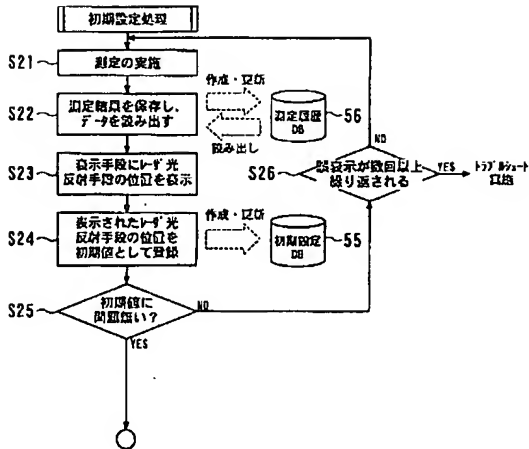 初期設定処理
S21
測定の実施
S22
測定結果を保存し、
データを読み出す
作成・更新
読み出し
測定履歴
DB
56
S23
表示手段にレーザ光
反射手段の位置を表示
S24
表示されたレーザ光
反射手段の位置を
初期値として登録
作成・更新
初期設定
DB
55
S25
初期値に
問題無い?
NO
YES
S26
誤表示が数回以上
繰り返される
NO
YES
トラブルシュート
実施